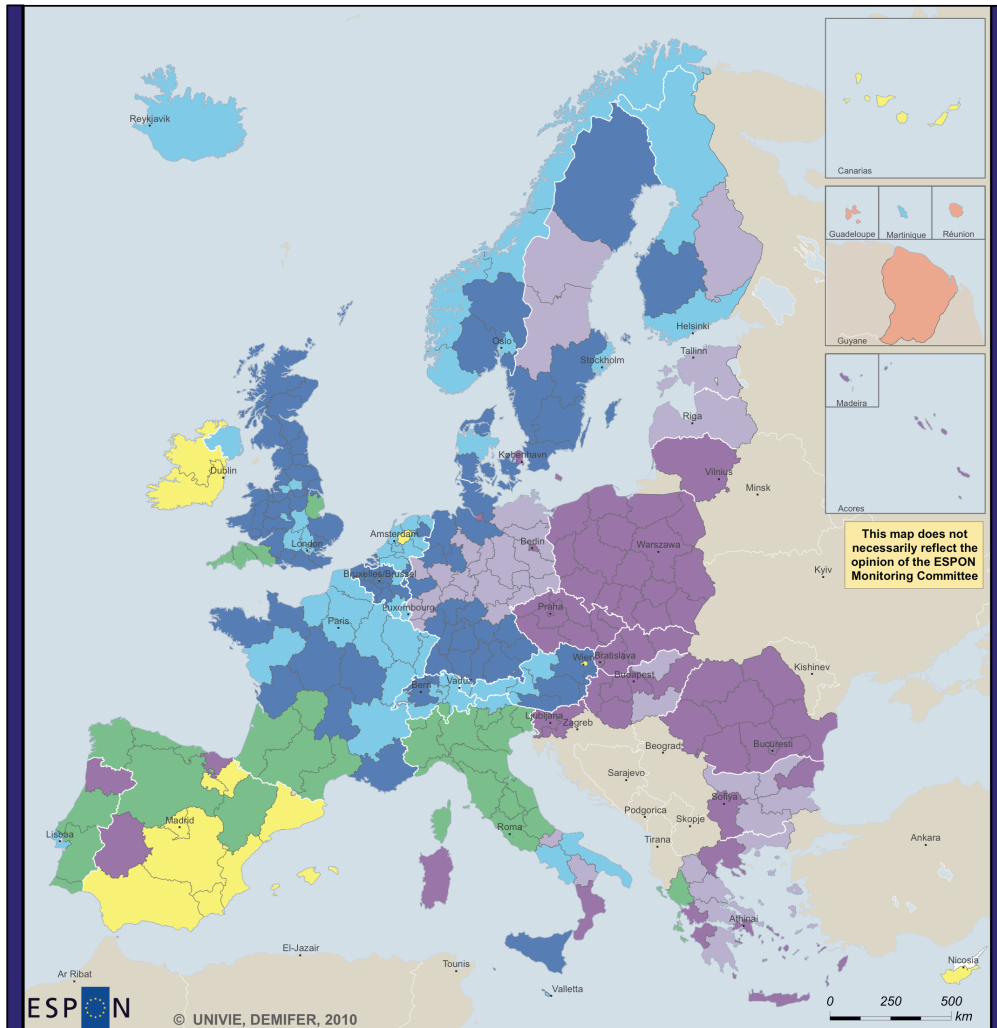 Reykjavik
Canarias
Guadeloupe
Martinique
Réunion
Guyane
Oslo
Helsinki
Stockholm
Tallinn
Madeira
Riga
København
Dublin
Vilnius
Minsk
Acores
This map does not
necessarily reflect the
opinion of the ESPON
Monitoring Committee
Amsterdam
London
Berlin
Warszawa
Bruxelles/Brussel
Kyiv
Luxembourg
Praha
Paris
Wien
Bratislava
Kishinev
Budapest
Bern
Vaduz
Ljubljana
Zagreb
Beograd
Bucuresti
Sarajevo
Sofiya
Podgorica
Skopje
Madrid
Roma
Lisboa
Tirana
Ankara
Athinai
El-Jazair
Tounis
Nicosia
Ar Ribat
Valletta
ESPON
© UNIVIE, DEMIFER, 2010
0 250 500
km